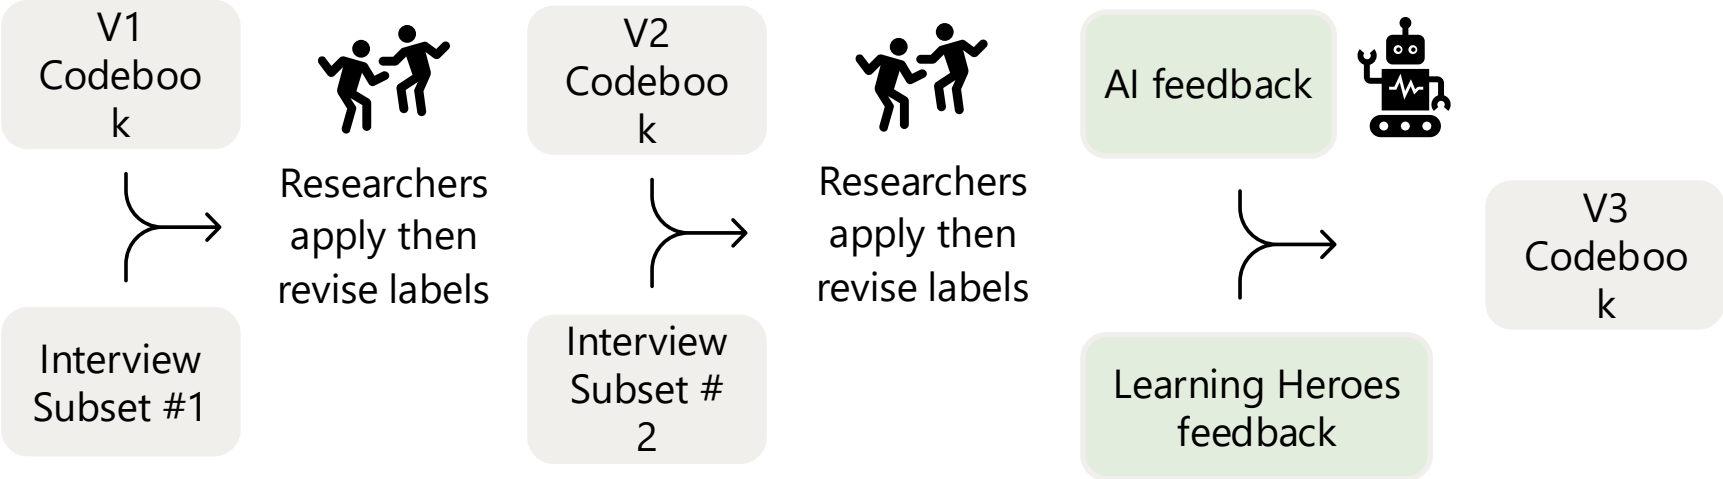 V1
Codeboo
k
Interview
Subset #1
Researchers
apply then
revise labels
V2
Codeboo
k
Interview
Subset #
2
Researchers
apply then
revise labels
AI feedback
Learning Heroes
feedback
V3
Codeboo
k